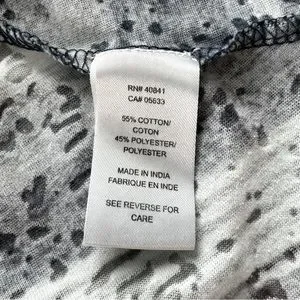 RN# 40841
CA# 05633
55% COTTON/
COTON
45% POLYESTER/
POLYESTER
MADE IN INDIA
FABRIQUE EN INDE
SEE REVERSE FOR
CARE